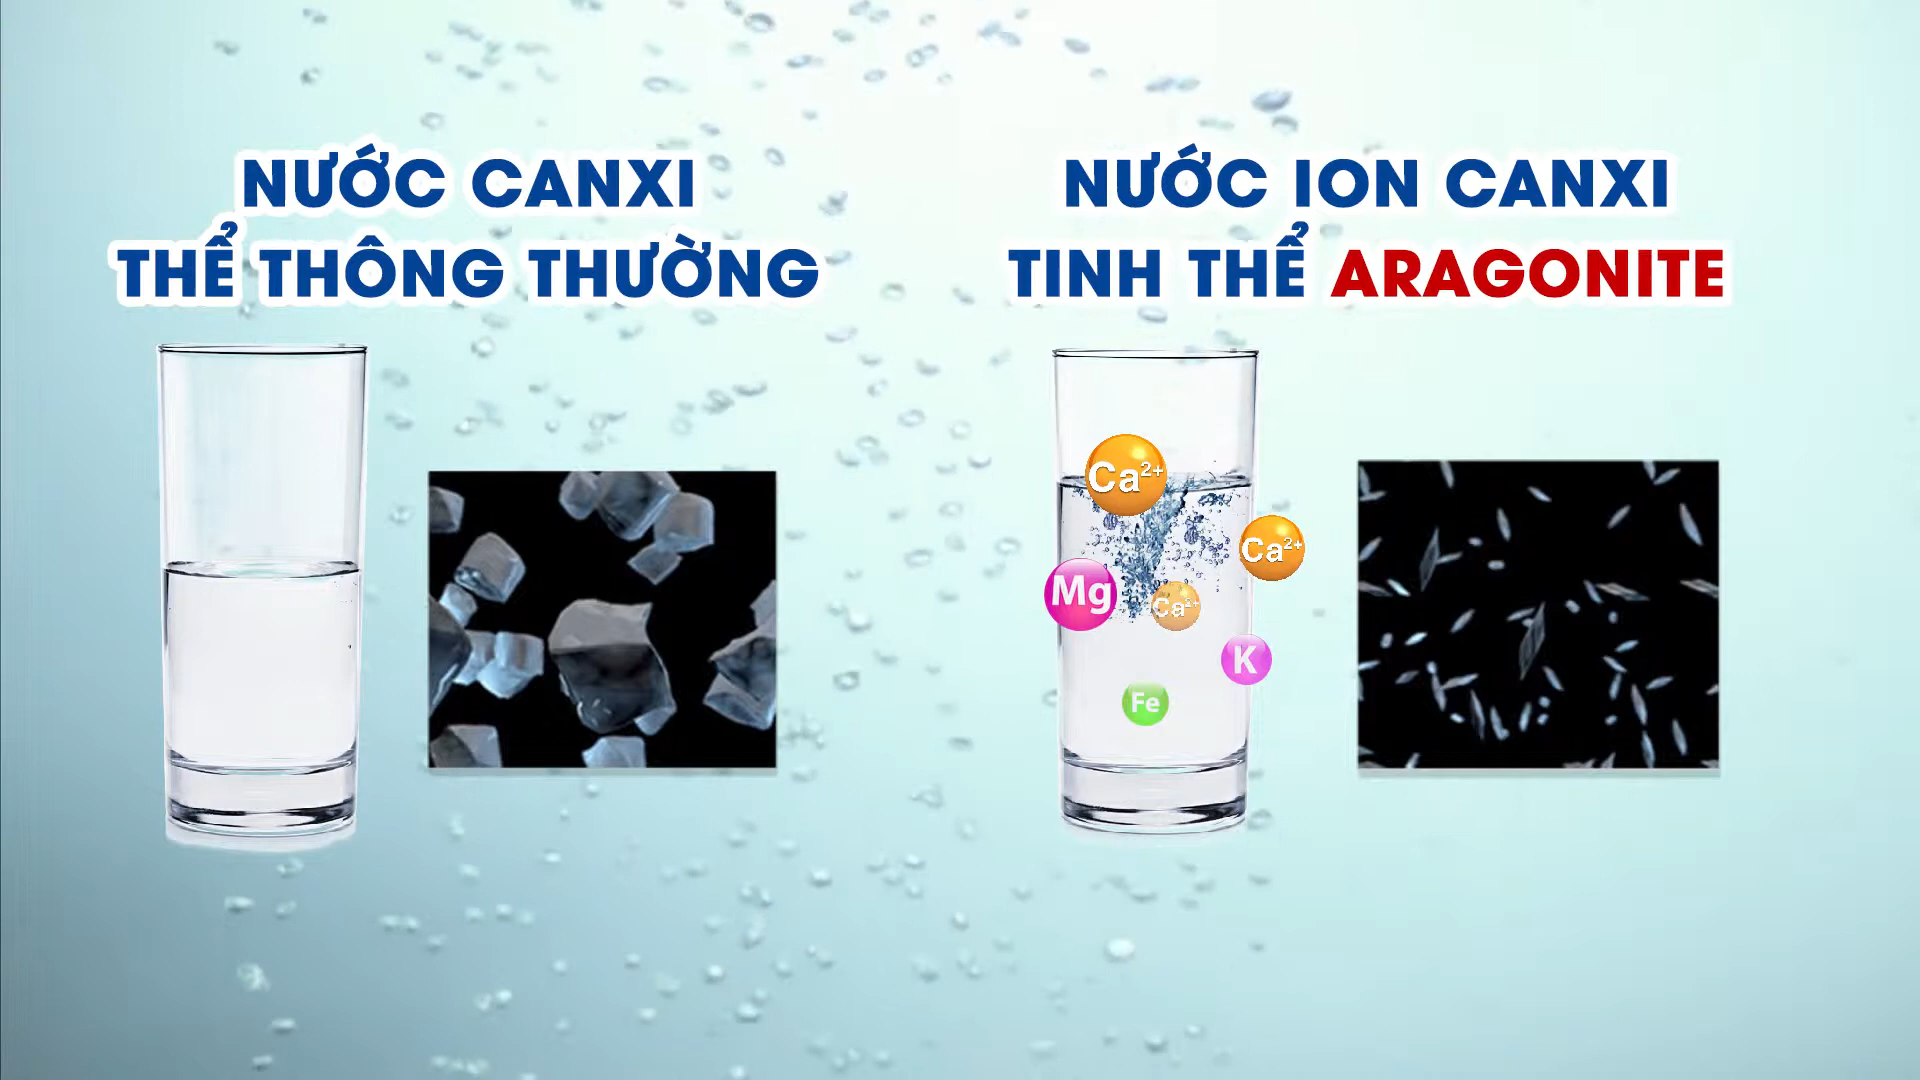 NƯỚC CANXI
THỂ THÔNG THƯỜNG
NƯỚC ION CANXI
TINH THỂ ARAGONITE
Ca²⁺
Ca²⁺
Mg
Ca²⁺
K
Fe